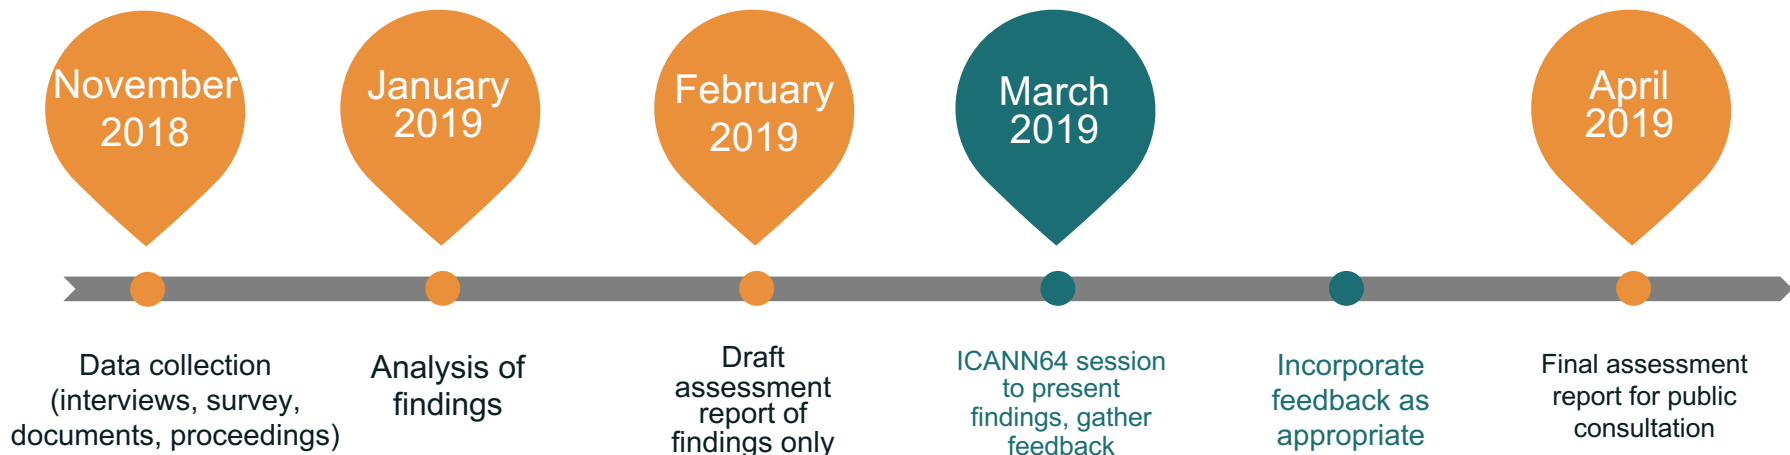 November
2018
January
2019
February
2019
March
2019
April
2019
Data collection
(interviews, survey,
documents, proceedings)
Analysis of
findings
Draft
assessment
report of
findings only
ICANN64 session
to present
findings, gather
feedback
Incorporate
feedback as
appropriate
Final assessment
report for public
consultation